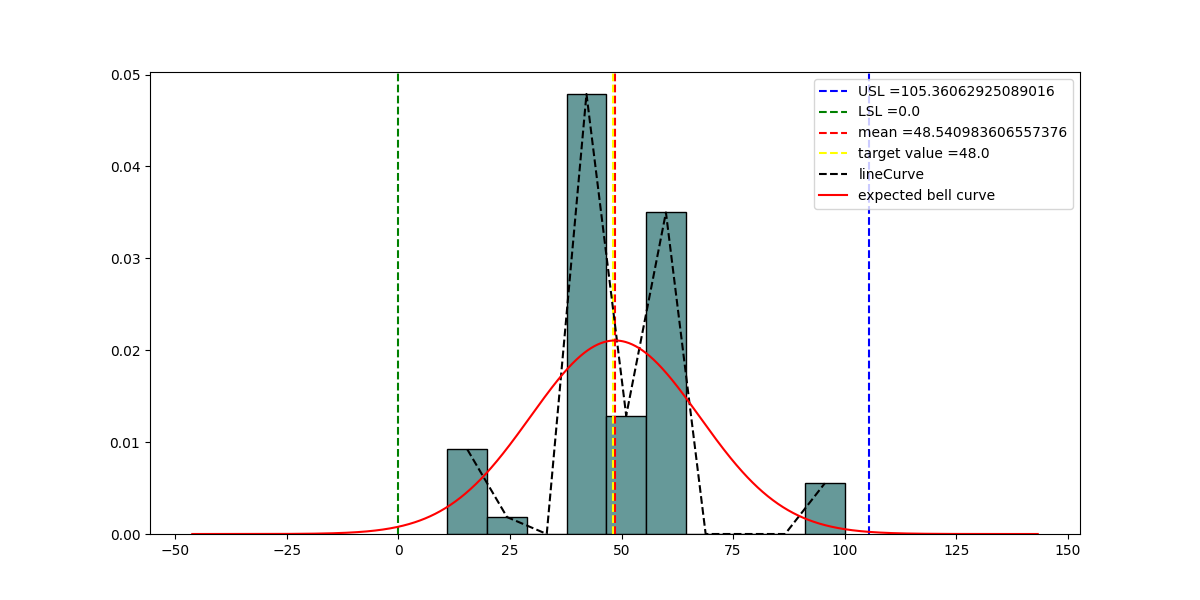 0.05
0.04
0.03
0.02
0.01
0.00
−50
−25
0
25
50
75
100
125
150
USL =105.36062925089016
LSL =0.0
mean =48.540983606557376
target value =48.0
lineCurve
expected bell curve